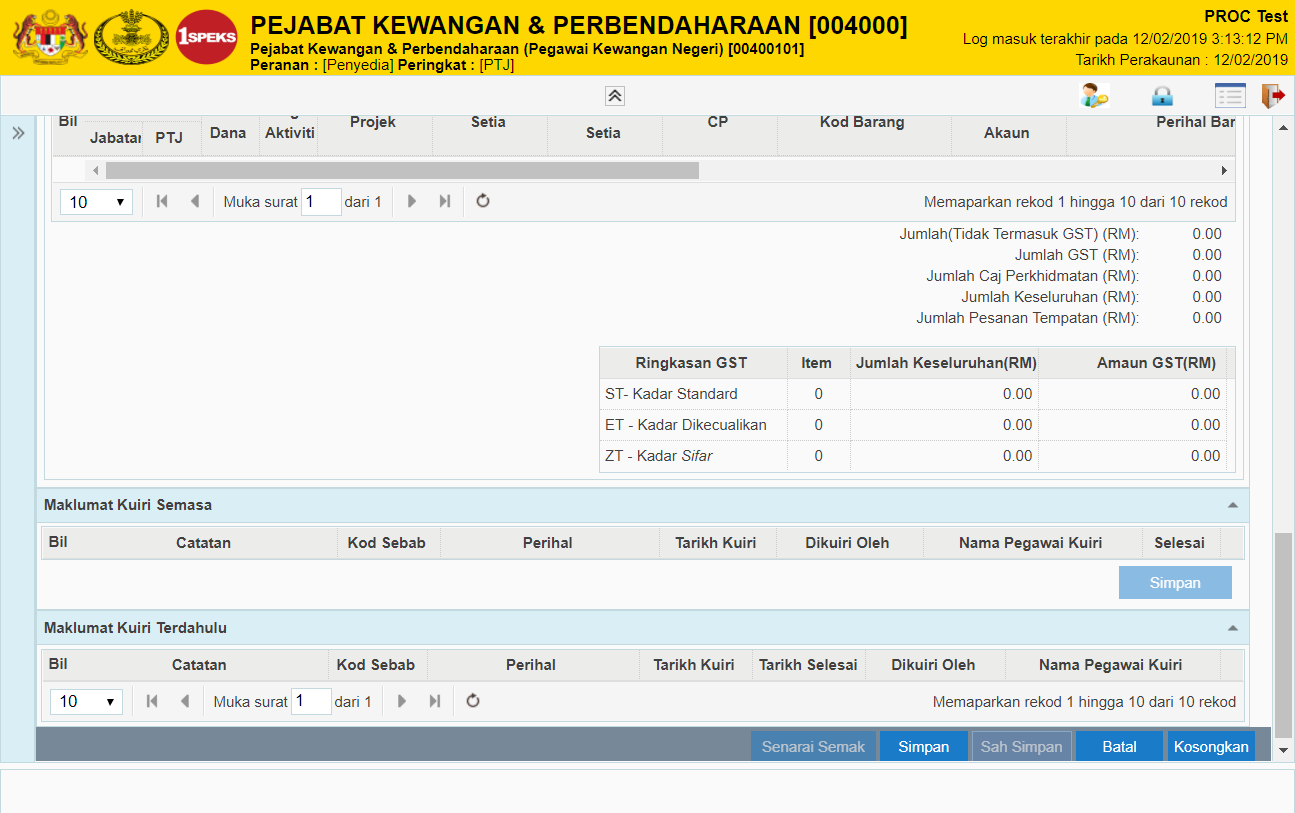 1SPEKS
PEJABAT KEWANGAN & PERBENDAHARAAN [004000]
Pejabat Kewangan & Perbendaharaan (Pegawai Kewangan Negeri) [00400101]
Peranan : [Penyedia] Peringkat : [PTJ]
PROC Test
Log masuk terakhir pada 12/02/2019 3:13:12 PM
Tarikh Perakaunan : 12/02/2019
Bil Projek Setia CP Kod Barang Perihal Bar
Jabatan PTJ Dana Aktiviti Setia Akaun
10 Muka surat 1 dari 1 Memaparkan rekod 1 hingga 10 dari 10 rekod
Jumlah(Tidak Termasuk GST) (RM): 0.00
Jumlah GST (RM): 0.00
Jumlah Caj Perkhidmatan (RM): 0.00
Jumlah Keseluruhan (RM): 0.00
Jumlah Pesanan Tempatan (RM): 0.00
Ringkasan GST Item Jumlah Keseluruhan(RM) Amaun GST(RM)
ST- Kadar Standard 0 0.00 0.00
ET - Kadar Dikecualikan 0 0.00 0.00
ZT - Kadar Sifar 0 0.00 0.00
Maklumat Kuiri Semasa
Bil Catatan Kod Sebab Perihal Tarikh Kuiri Dikuiri Oleh Nama Pegawai Kuiri Selesai
Simpan
Maklumat Kuiri Terdahulu
Bil Catatan Kod Sebab Perihal Tarikh Kuiri Tarikh Selesai Dikuiri Oleh Nama Pegawai Kuiri
10 Muka surat 1 dari 1 Memaparkan rekod 1 hingga 10 dari 10 rekod
Senarai Semak Simpan Sah Simpan Batal Kosongkan